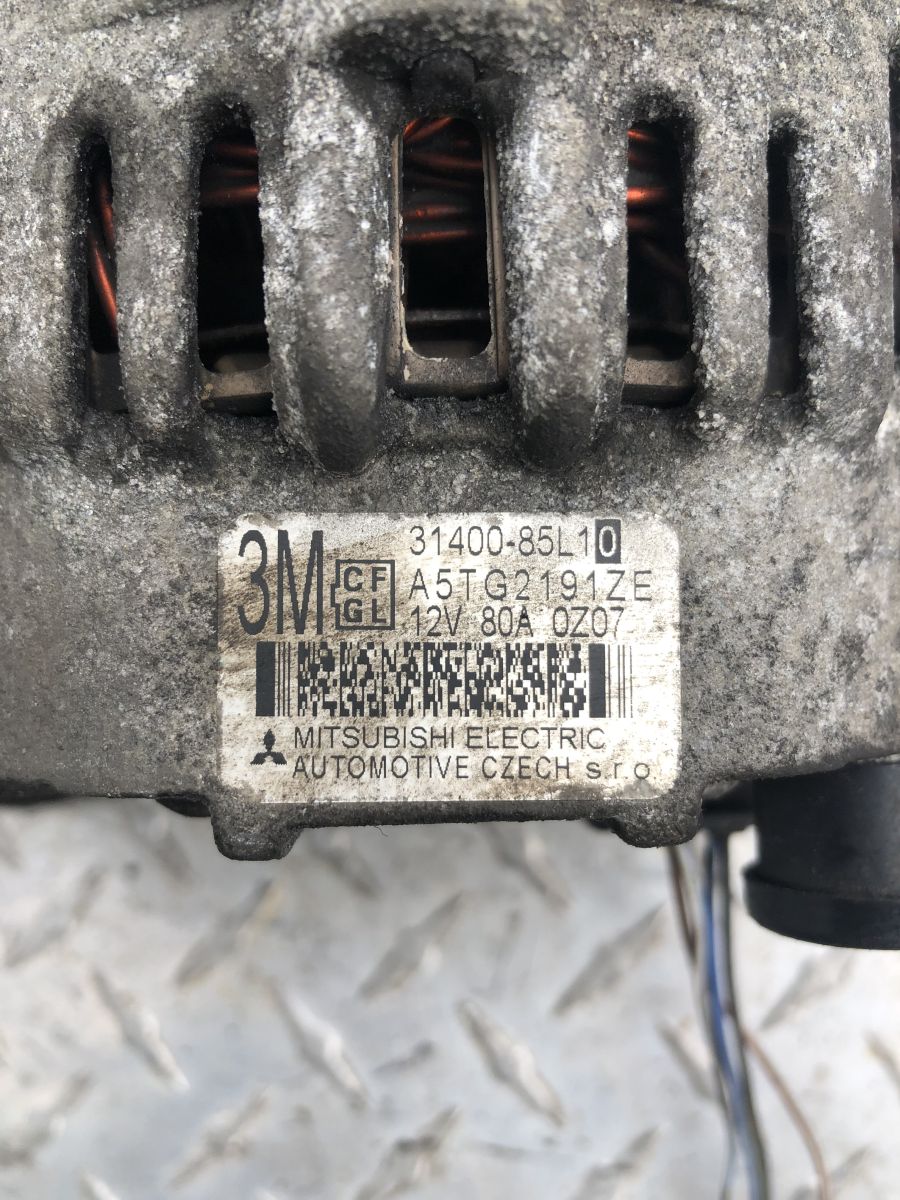 3M
CF
GL
31400-85L10
A5TG2191ZE
12V 80A 0Z07
MITSUBISHI ELECTRIC
AUTOMOTIVE CZECH s.r.o